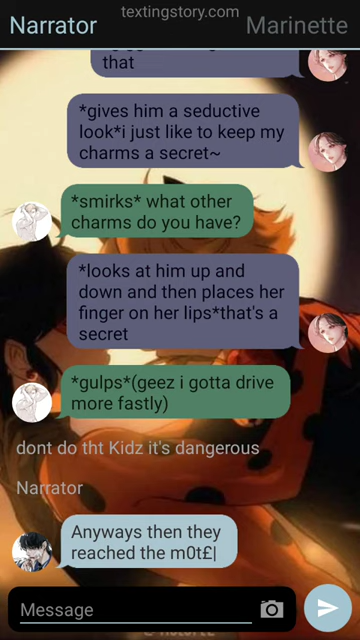 textingstory.com
Narrator
Marinette
that
*gives him a seductive
look*i just like to keep my
charms a secret~
*smirks* what other
charms do you have?
*looks at him up and
down and then places her
finger on her lips*that's a
secret
*gulps*(geez i gotta drive
more fastly)
dont do tht Kidz it's dangerous
Narrator
Anyways then they
reached the m0t£|
Message